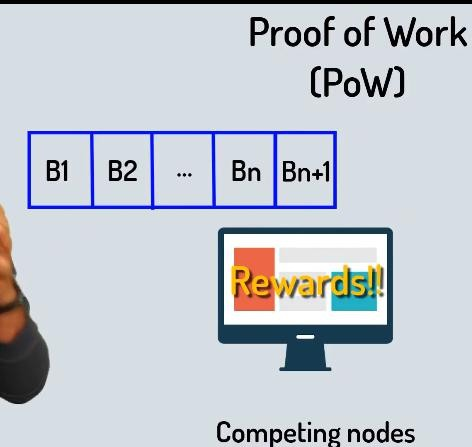 Proof of Work
(PoW)
B1 B2 ... Bn Bn+1
Rewards!!
Competing nodes